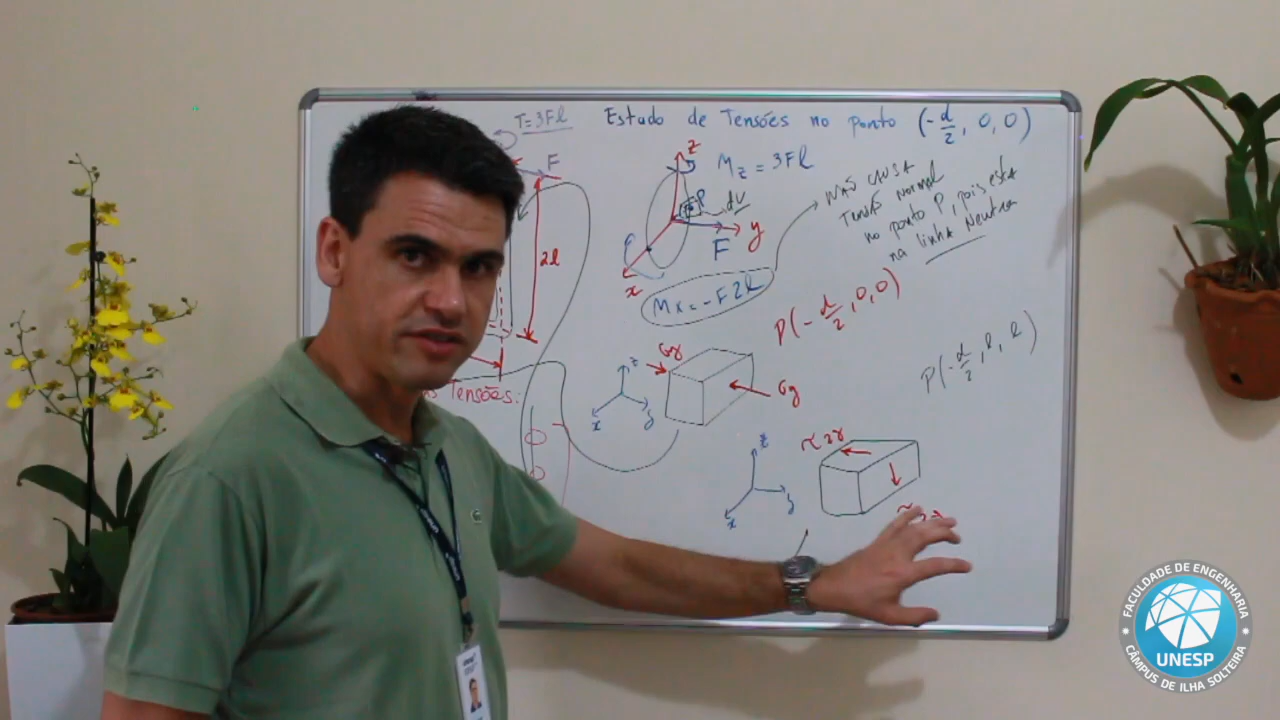 T=3Fl
Estado de Tensões no ponto (-d/2, 0, 0)
F
z
Mz = 3Fl
P
dV
y
F
x
2l
Mx = -F2l
NÃO CAUSA
TENSÃO NORMAL
no ponto P, pois está
na linha Neutra
P(-d/2, 0, 0)
P(-d/2, l, l)
Tensões:
z
x
y
σy
z
x
y
FACULDADE DE ENGENHARIA
UNESP
CÂMPUS DE ILHA SOLTEIRA